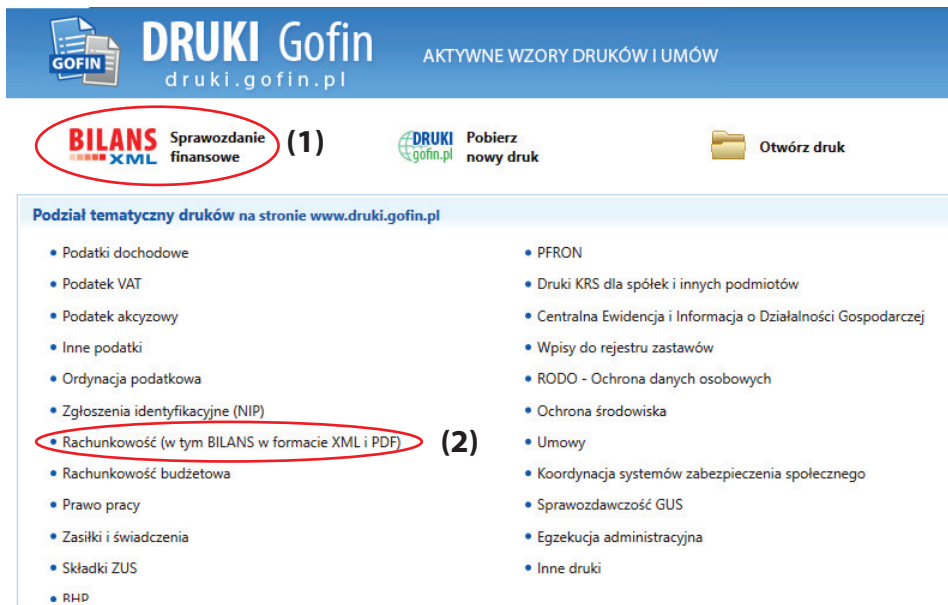 GOFIN
DRUKI Gofin
druki.gofin.pl
AKTYWNE WZORY DRUKÓW I UMÓW
BILANS XML
Sprawozdanie
finansowe
(1)
DRUKI
gofin.pl
Pobierz
nowy druk
Otwórz druk
Podział tematyczny druków na stronie www.druki.gofin.pl
• Podatki dochodowe
• Podatek VAT
• Podatek akcyzowy
• Inne podatki
• Ordynacja podatkowa
• Zgłoszenia identyfikacyjne (NIP)
• Rachunkowość (w tym BILANS w formacie XML i PDF)
(2)
• Rachunkowość budżetowa
• Prawo pracy
• Zasiłki i świadczenia
• Składki ZUS
• BHP
• PFRON
• Druki KRS dla spółek i innych podmiotów
• Centralna Ewidencja i Informacja o Działalności Gospodarczej
• Wpisy do rejestru zastawów
• RODO - Ochrona danych osobowych
• Ochrona środowiska
• Umowy
• Koordynacja systemów zabezpieczenia społecznego
• Sprawozdawczość GUS
• Egzekucja administracyjna
• Inne druki